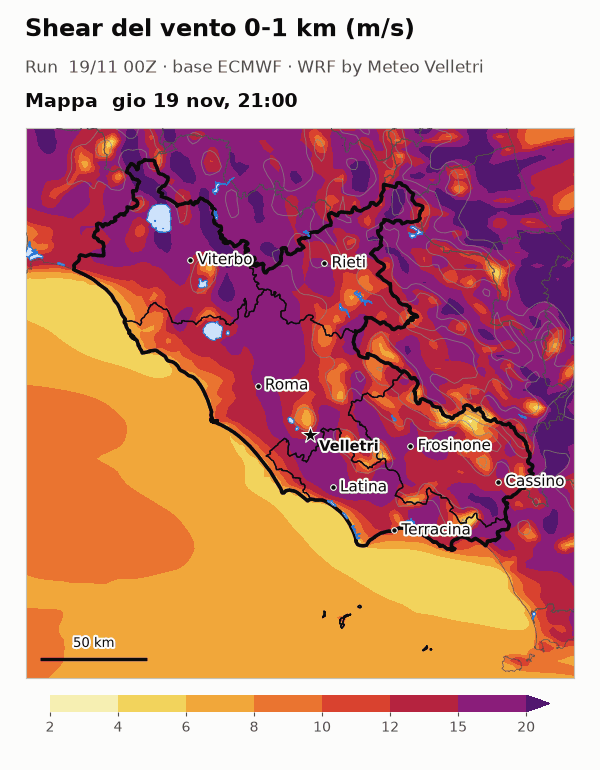 Shear del vento 0-1 km (m/s)
Run 19/11 00Z · base ECMWF · WRF by Meteo Velletri
Mappa gio 19 nov, 21:00
Viterbo
Rieti
Roma
Velletri
Frosinone
Latina
Cassino
Terracina
50 km
2 4 6 8 10 12 15 20